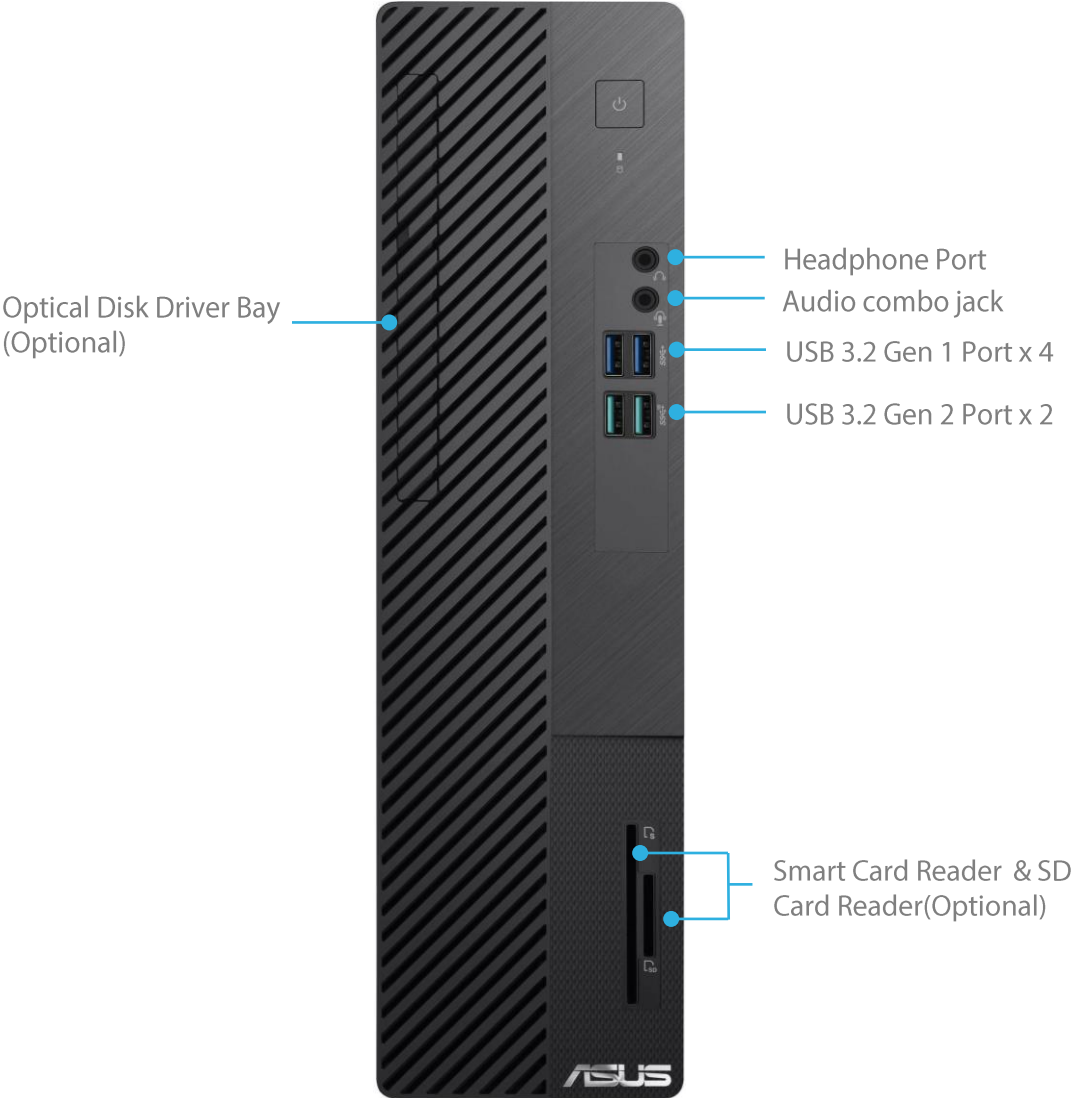 Headphone Port
Audio combo jack
Optical Disk Driver Bay
(Optional)
USB 3.2 Gen 1 Port x 4
USB 3.2 Gen 2 Port x 2
Smart Card Reader & SD
Card Reader(Optional)
SD
ASUS